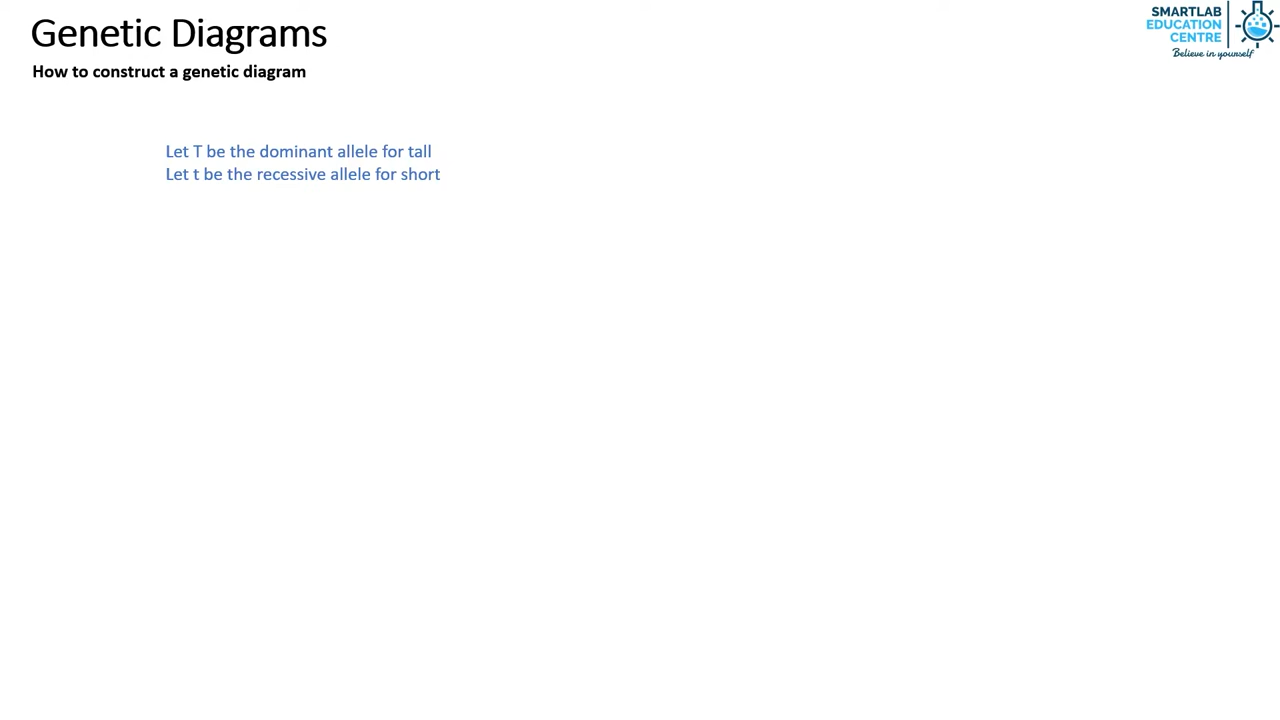 Genetic Diagrams
SMARTLAB
EDUCATION
CENTRE
Believe in yourself
How to construct a genetic diagram
Let T be the dominant allele for tall
Let t be the recessive allele for short